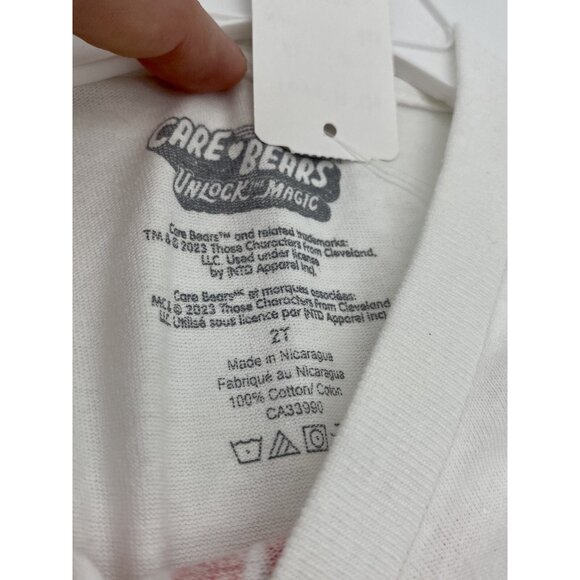 CARE BEARS
UNLOCK THE MAGIC
Care Bears™ and related trademarks:
TM & © 2023 Those Characters from Cleveland,
LLC. Used under license
by JNTD Apparel Inc.
Care Bears™ et marques associées:
MC & © 2023 Those Characters from Cleveland
LLC Utilisé sous licence par JNTD Apparel Inc.
2T
Made in Nicaragua
Fabriqué au Nicaragua
100% Cotton/ Coton
CA33990